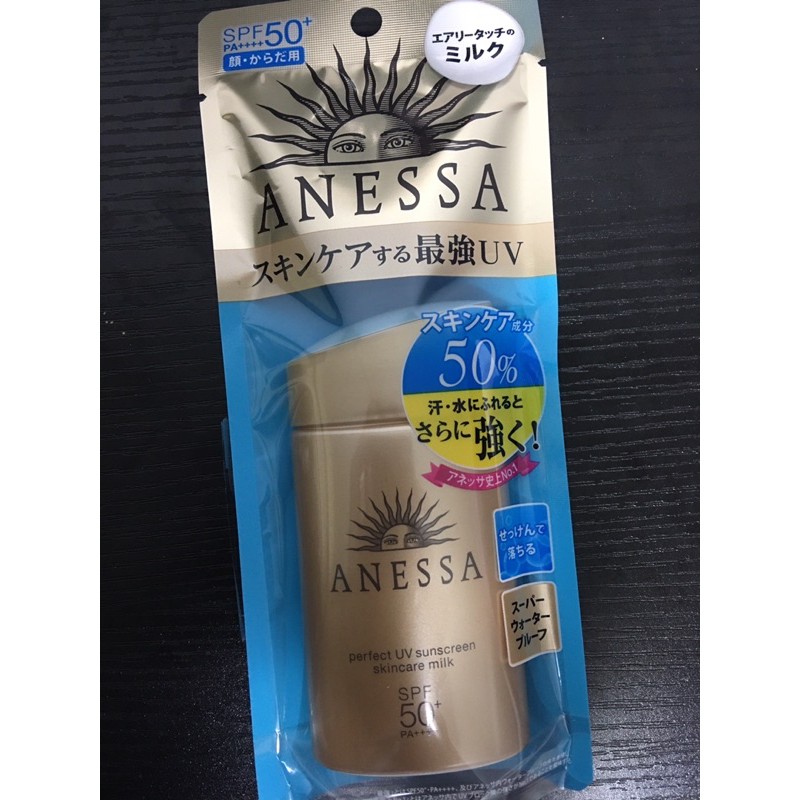 SPF50+
PA++++
顔・からだ用
エアリータッチの
ミルク
ANESSA
スキンケアする最強UV
スキンケア成分
50%
汗・水にふれると
さらに強く!
アネッサ史上No.1
せっけんで
落ちる
スーパー
ウォーター
プルーフ
ANESSA
perfect UV sunscreen
skincare milk
SPF
50+
PA+++